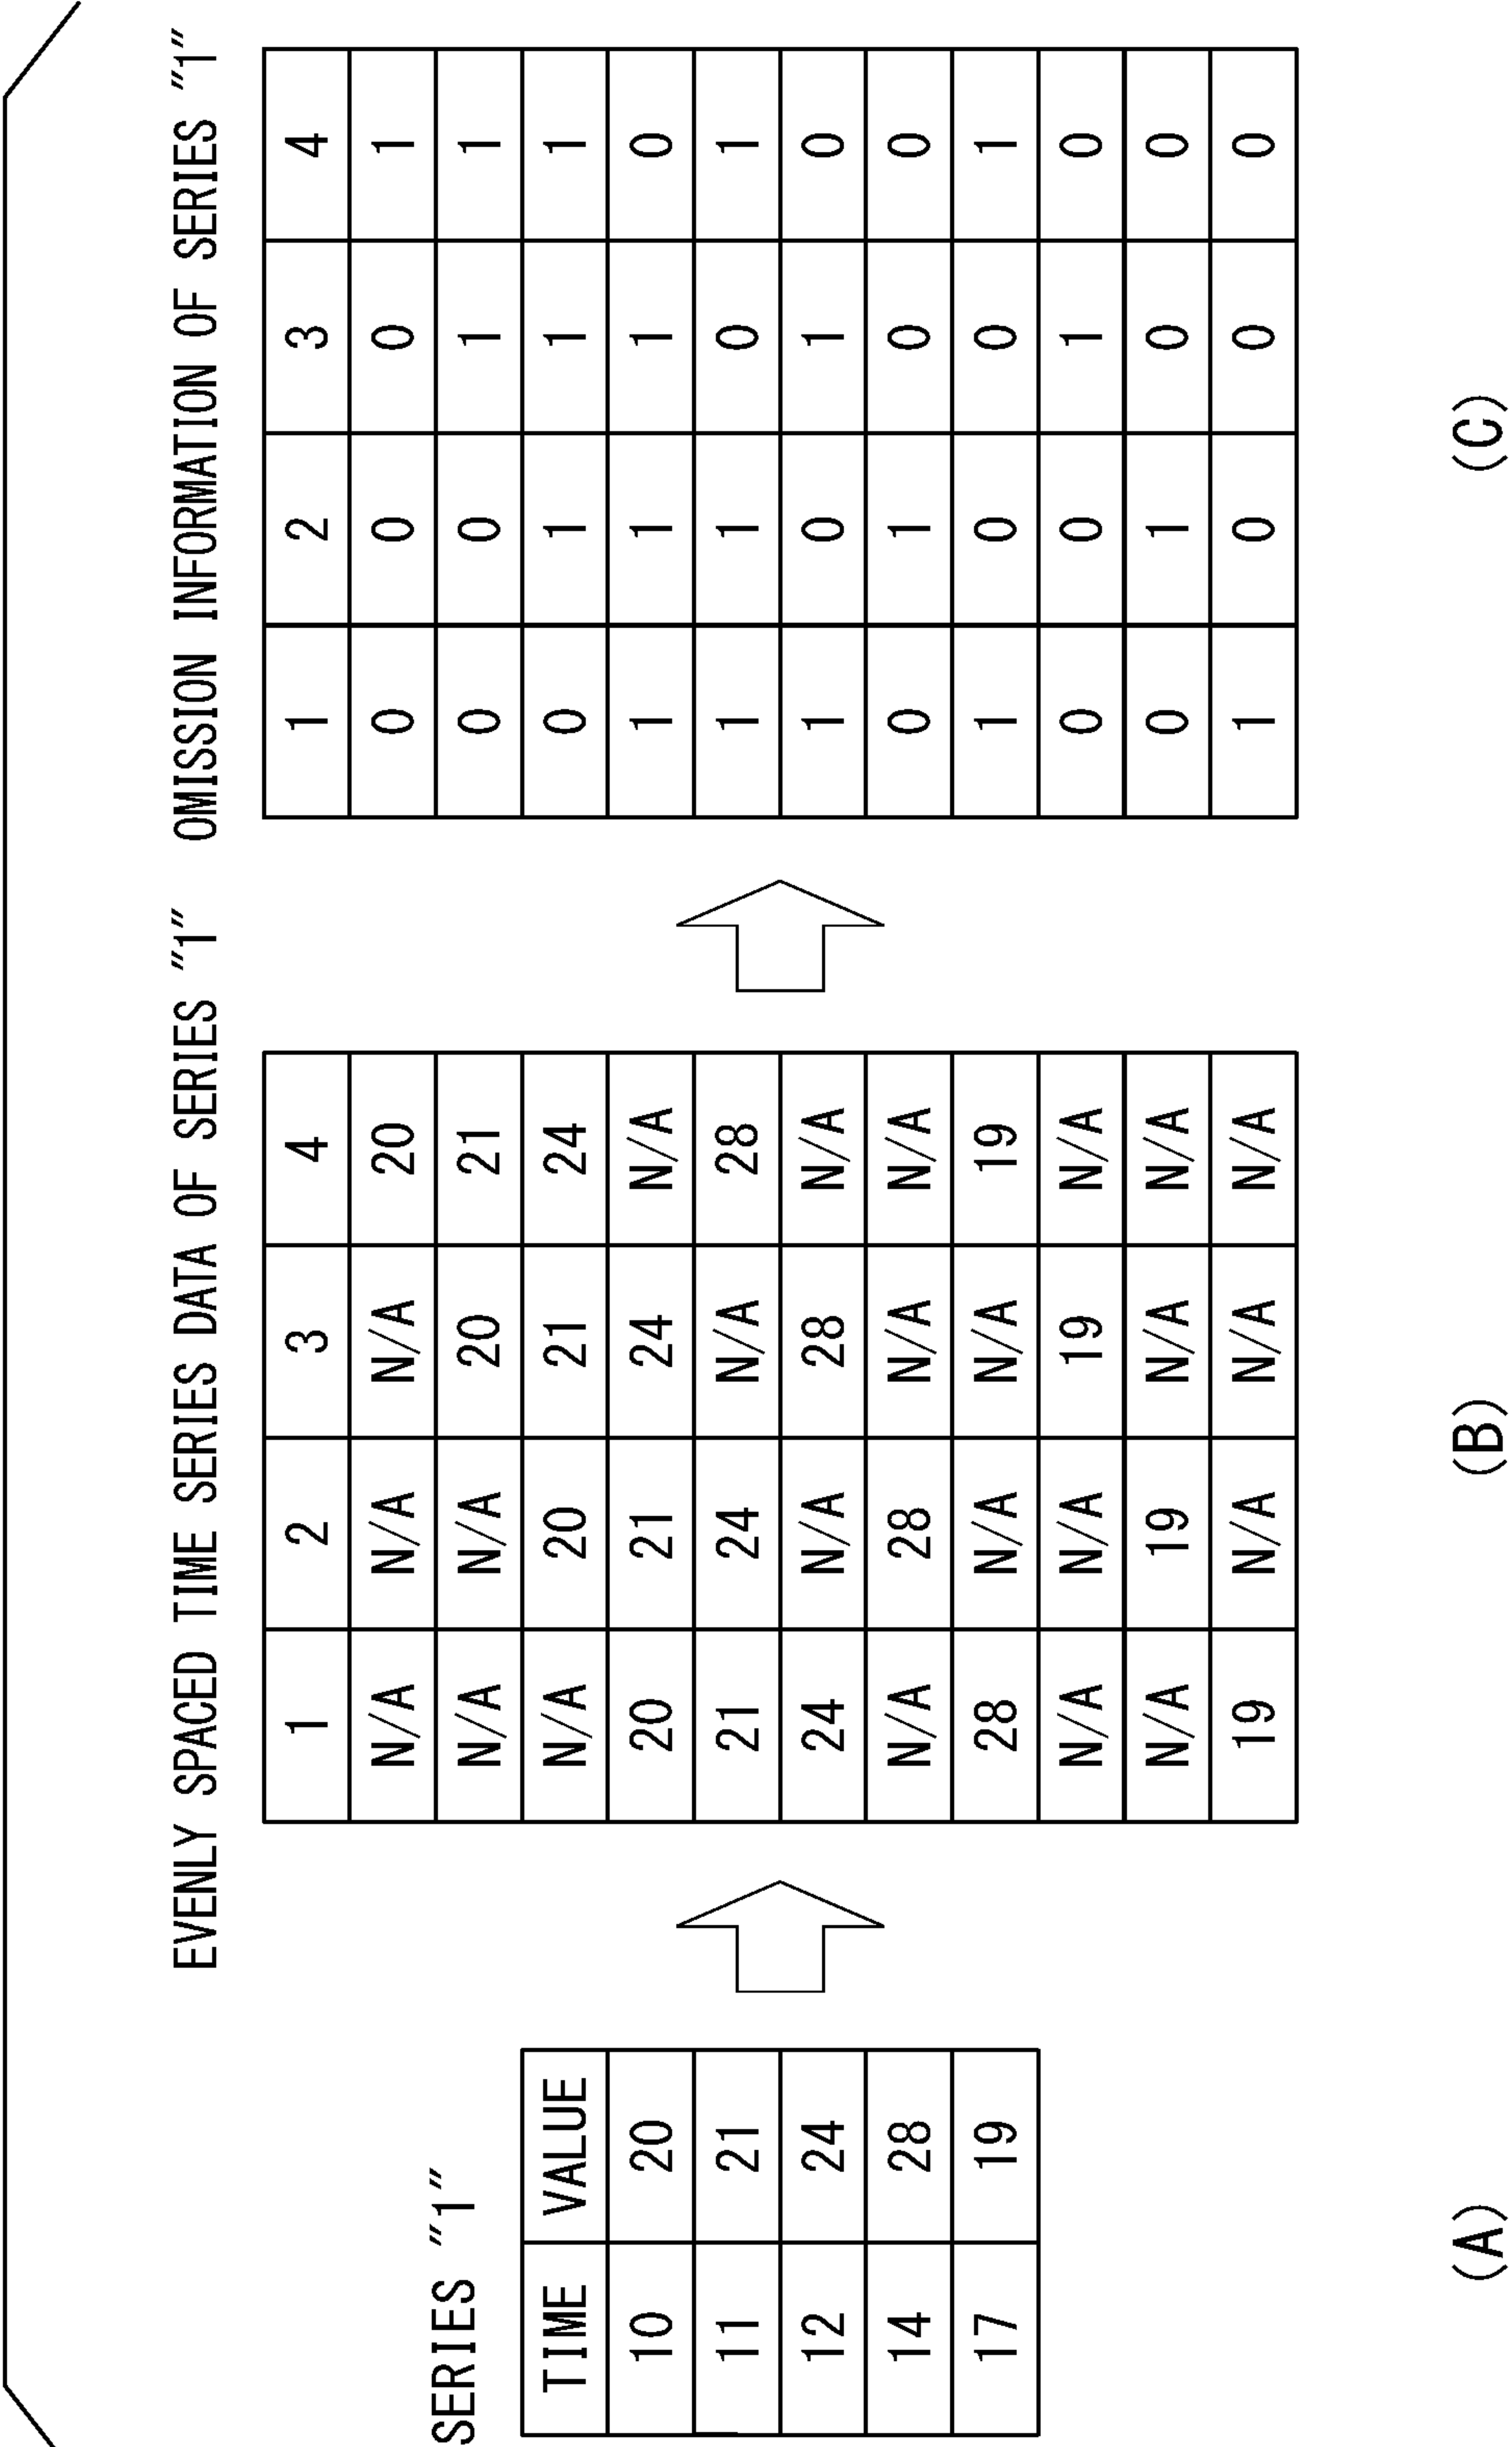 SERIES "1"
TIME VALUE
10 20
11 21
12 24
14 28
17 19
(A)
EVENLY SPACED TIME SERIES DATA OF SERIES "1"
1 2 3 4
N/A N/A N/A 20
N/A N/A 20 21
N/A 20 21 24
20 21 24 N/A
21 24 N/A 28
24 N/A 28 N/A
N/A 28 N/A N/A
28 N/A N/A 19
N/A N/A 19 N/A
N/A 19 N/A N/A
19 N/A N/A N/A
(B)
OMISSION INFORMATION OF SERIES "1"
1 2 3 4
0 0 0 1
0 0 1 1
0 1 1 1
1 1 1 0
1 1 0 1
1 0 1 0
0 1 0 0
1 0 0 1
0 0 1 0
0 1 0 0
1 0 0 0
(C)